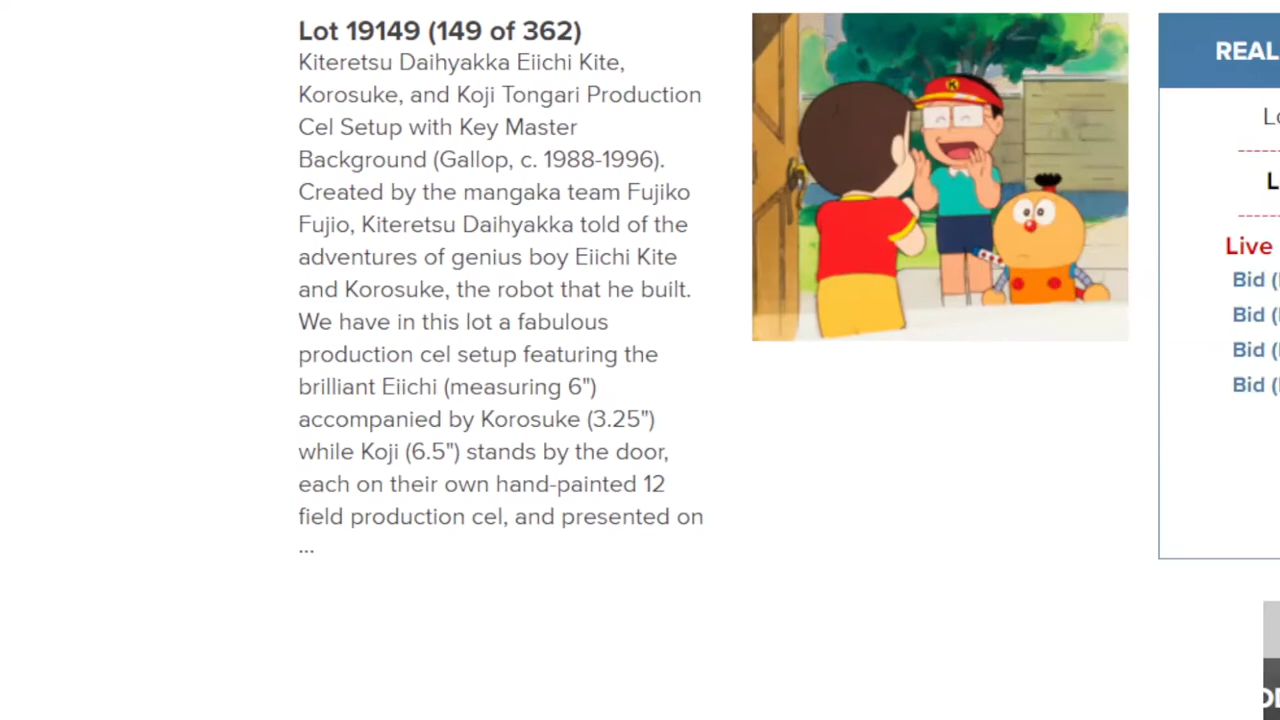 Lot 19149 (149 of 362)
Kiteretsu Daihyakka Eiichi Kite,
Korosuke, and Koji Tongari Production
Cel Setup with Key Master
Background (Gallop, c. 1988-1996).
Created by the mangaka team Fujiko
Fujio, Kiteretsu Daihyakka told of the
adventures of genius boy Eiichi Kite
and Korosuke, the robot that he built.
We have in this lot a fabulous
production cel setup featuring the
brilliant Eiichi (measuring 6")
accompanied by Korosuke (3.25")
while Koji (6.5") stands by the door,
each on their own hand-painted 12
field production cel, and presented on
...
K
REAL
Live
Bid
Bid
Bid
Bid